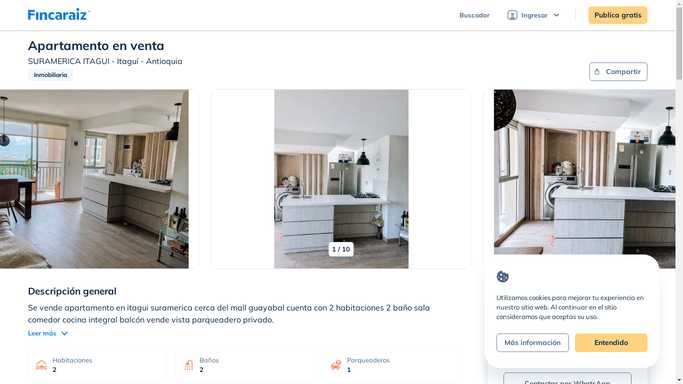 Fincaraiz
Buscador
Ingresar
Publica gratis
Apartamento en venta
SURAMERICA ITAGUI - Itaguí - Antioquia
Inmobiliaria
Compartir
1 / 10
Descripción general
Se vende apartamento en itagui suramerica cerca del mall guayabal cuenta con 2 habitaciones 2 baño sala
comedor cocina integral balcón vende vista parqueadero privado.
Leer más
Habitaciones
2
Baños
2
Parqueaderos
1
Utilizamos cookies para mejorar tu experiencia en
nuestro sitio web. Al continuar en el sitio
consideramos que aceptas su uso.
Más información
Entendido
Contactar por WhatsApp